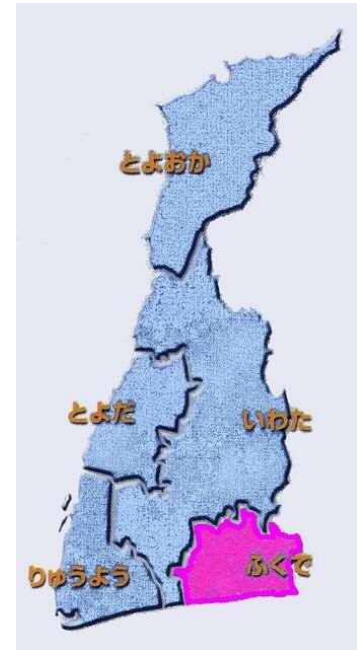 とよおか
とよだ
いわた
りゅうよう
ふくで